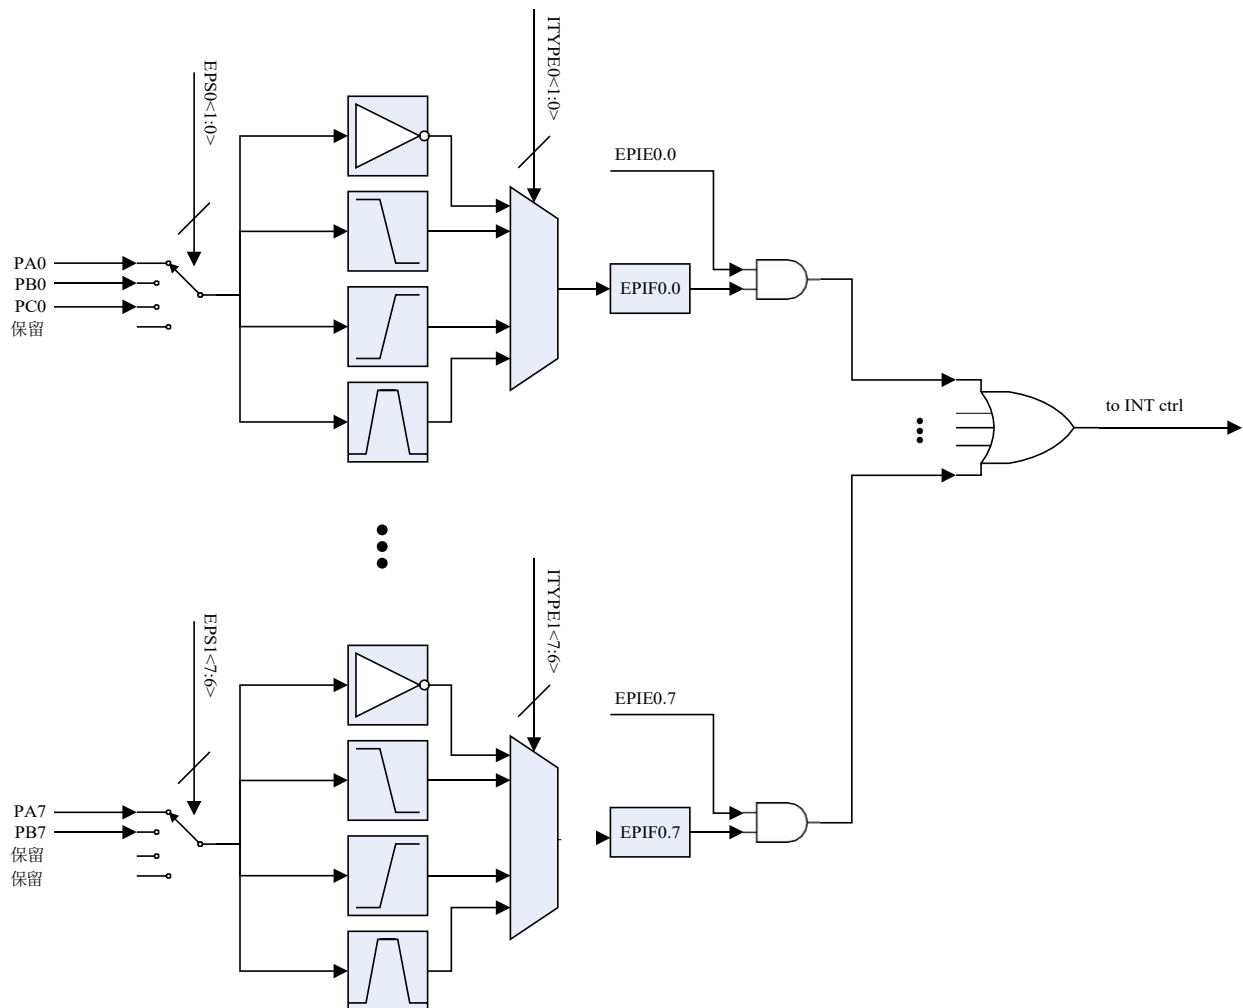 EPS0<1:0>
ITYPE0<1:0>
EPIE0.0
PA0
PB0
PC0
保留
EPIF0.0
to INT ctrl
EPS1<7:6>
ITYPE1<7:6>
EPIE0.7
PA7
PB7
保留
保留
EPIF0.7